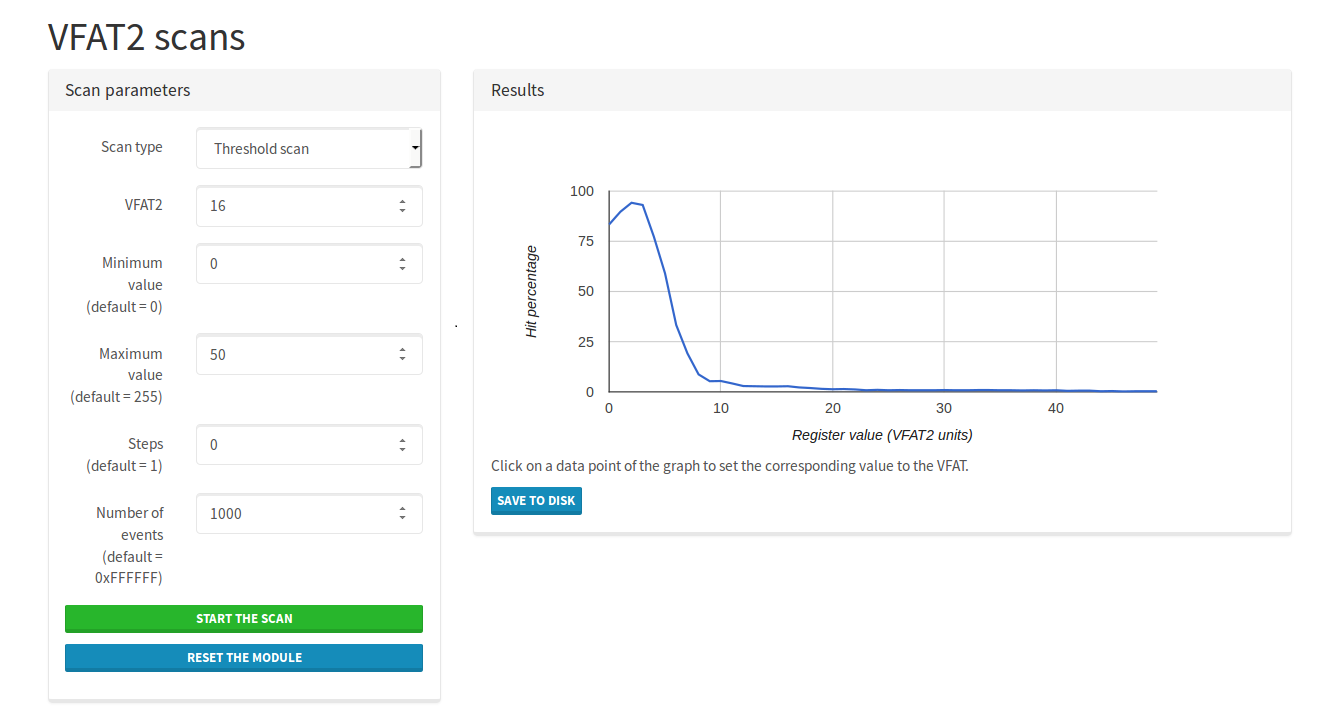 VFAT2 scans
Scan parameters
Scan type
Threshold scan
VFAT2
16
Minimum
value
(default = 0)
0
Maximum
value
(default = 255)
50
Steps
(default = 1)
0
Number of
events
(default =
0xFFFFFF)
1000
START THE SCAN
RESET THE MODULE
.
Results
100
75
50
25
0
Hit percentage
0 10 20 30 40
Register value (VFAT2 units)
Click on a data point of the graph to set the corresponding value to the VFAT.
SAVE TO DISK